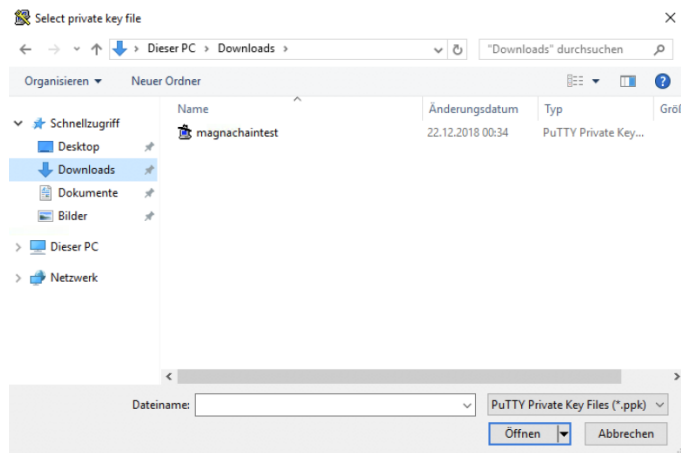 Select private key file
Dieser PC > Downloads >
"Downloads" durchsuchen
Organisieren
Neuer Ordner
Name
Änderungsdatum
Typ
Größ
Schnellzugriff
magnachaintest
22.12.2018 00:34
PuTTY Private Key...
Desktop
Downloads
Dokumente
Bilder
Dieser PC
Netzwerk
Dateiname:
PuTTY Private Key Files (*.ppk)
Öffnen
Abbrechen